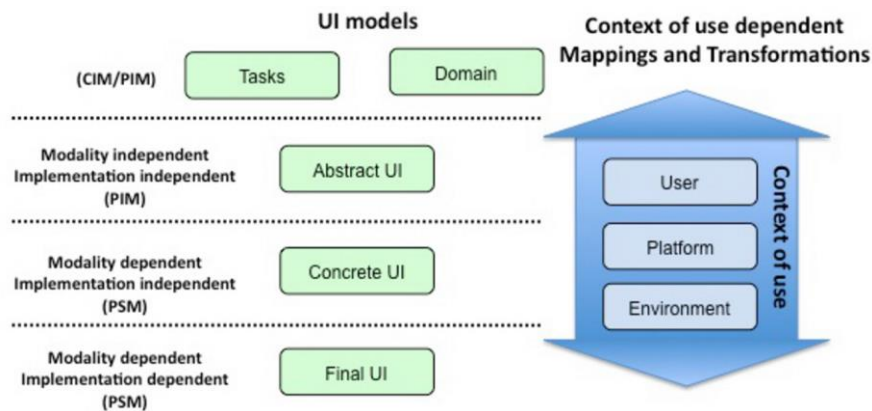 UI models
Context of use dependent
Mappings and Transformations
(CIM/PIM)
Tasks
Domain
Modality independent
Implementation independent
(PIM)
Abstract UI
Modality dependent
Implementation independent
(PSM)
Concrete UI
Modality dependent
Implementation dependent
(PSM)
Final UI
User
Platform
Environment
Context of use